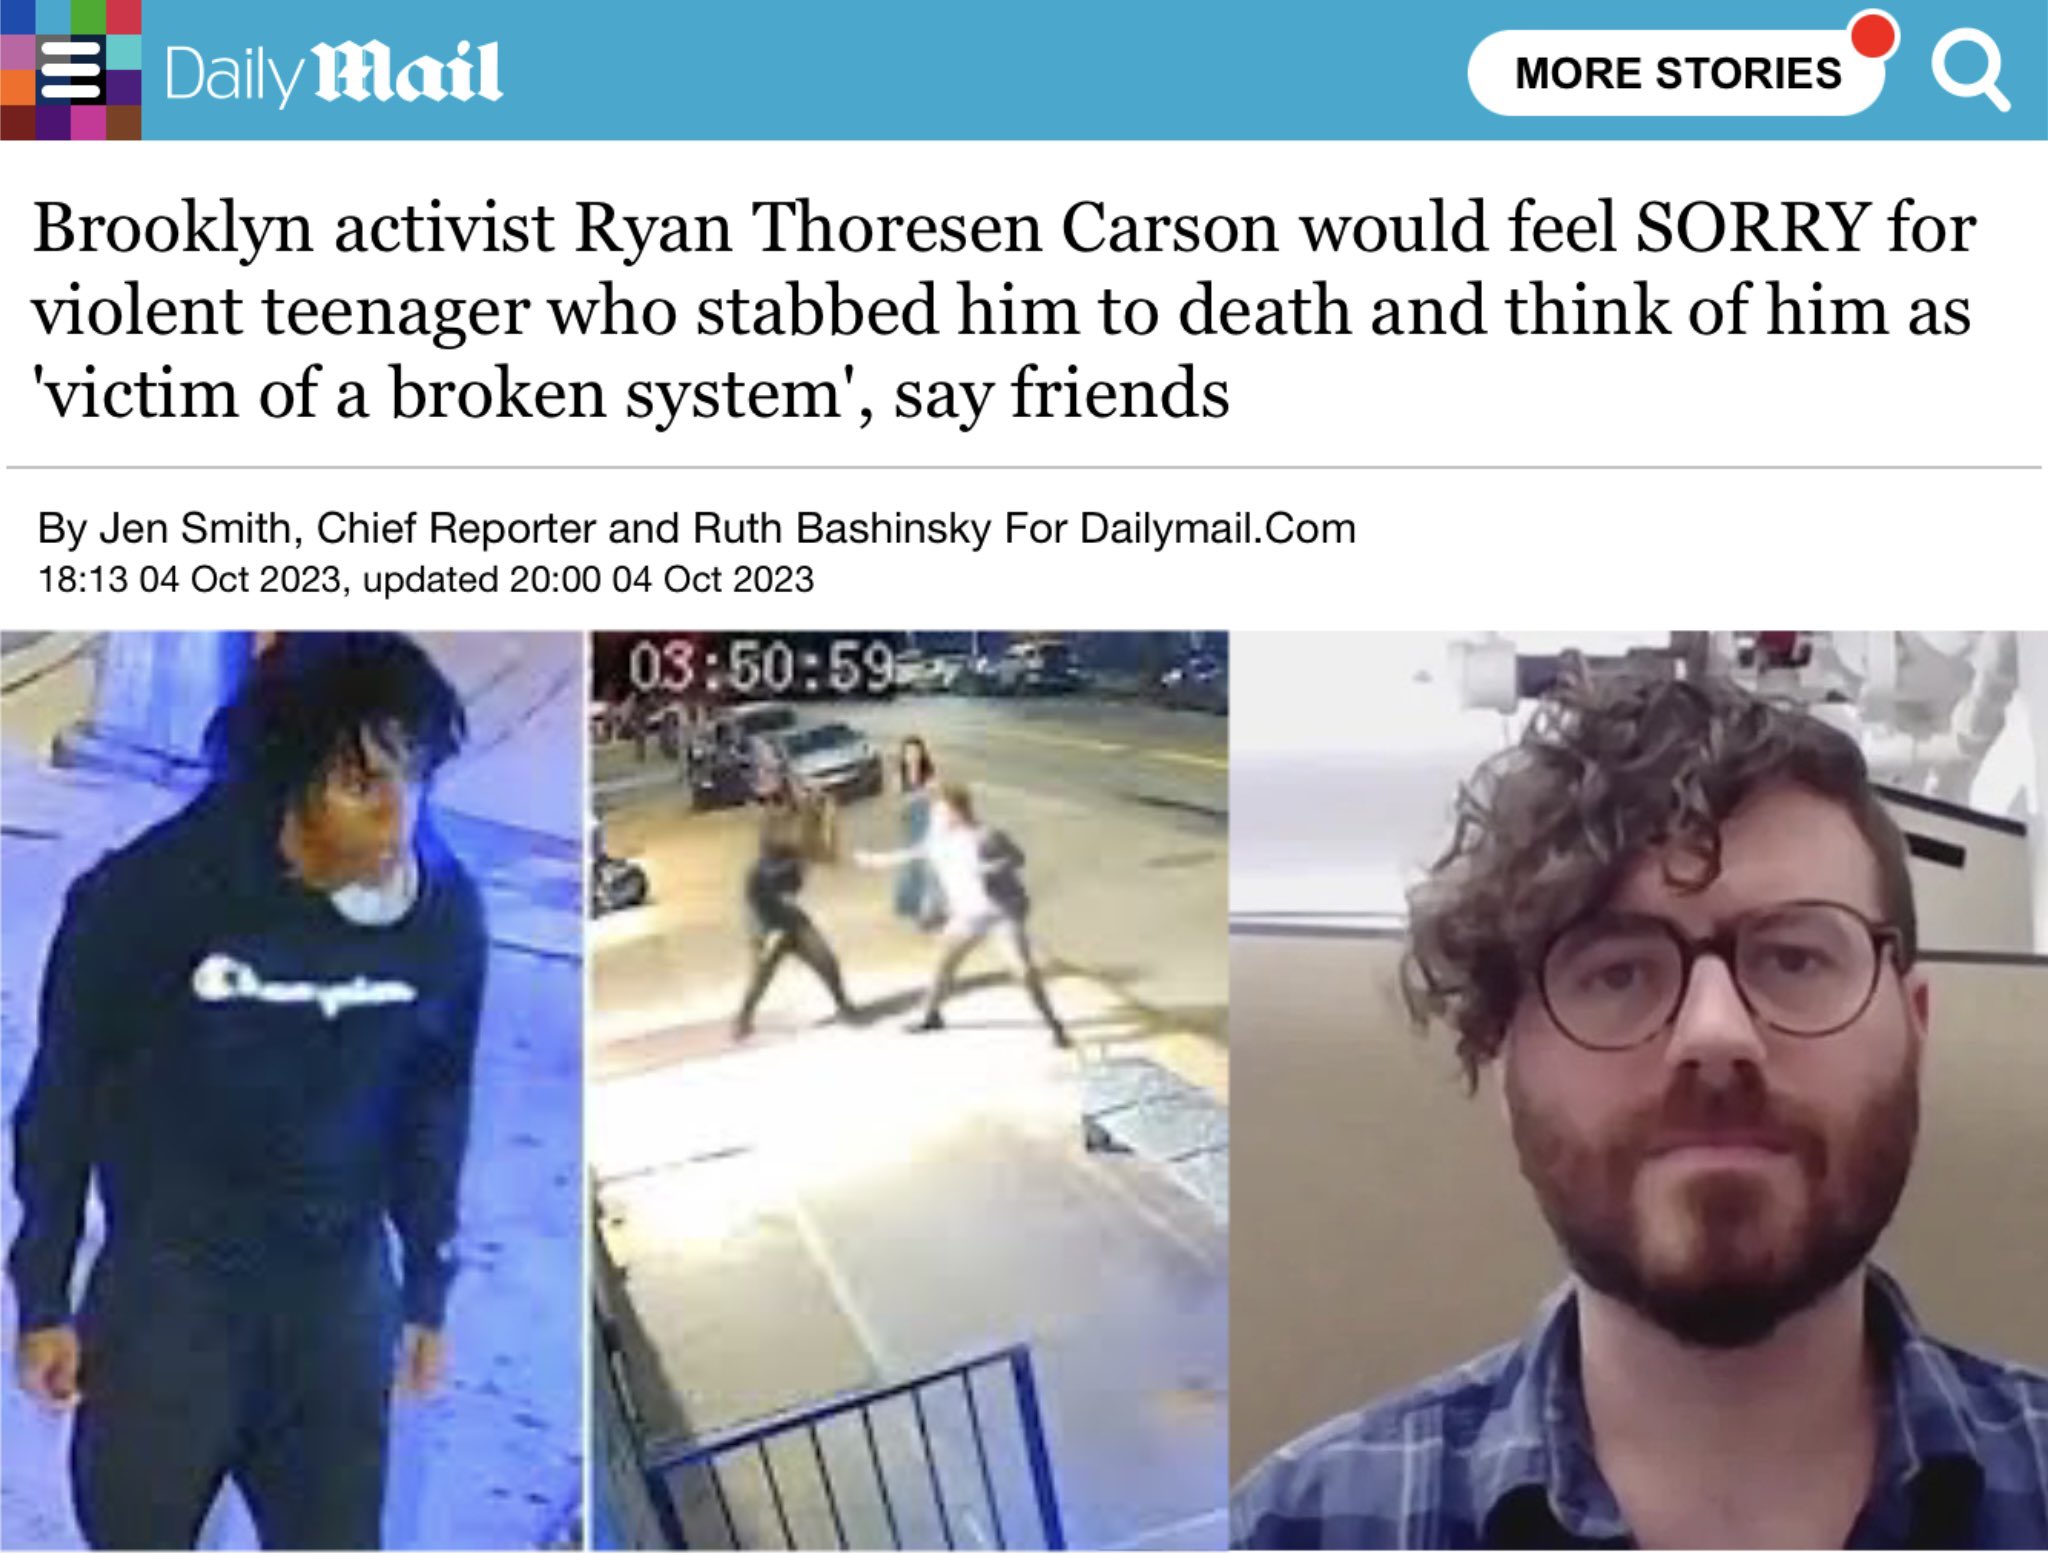 Daily Mail
MORE STORIES
Brooklyn activist Ryan Thoresen Carson would feel SORRY for
violent teenager who stabbed him to death and think of him as
'victim of a broken system', say friends
By Jen Smith, Chief Reporter and Ruth Bashinsky For Dailymail.Com
18:13 04 Oct 2023, updated 20:00 04 Oct 2023
03:50:59
Champion